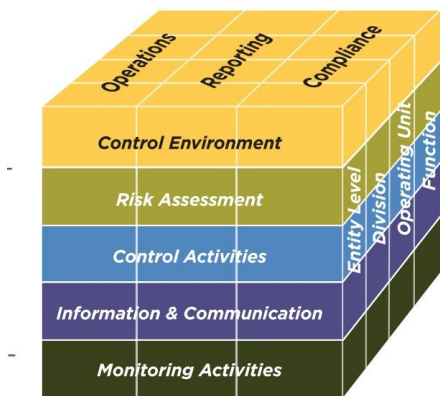 Operations
Reporting
Compliance
Control Environment
Risk Assessment
Control Activities
Information & Communication
Monitoring Activities
Entity Level
Division
Operating Unit
Function